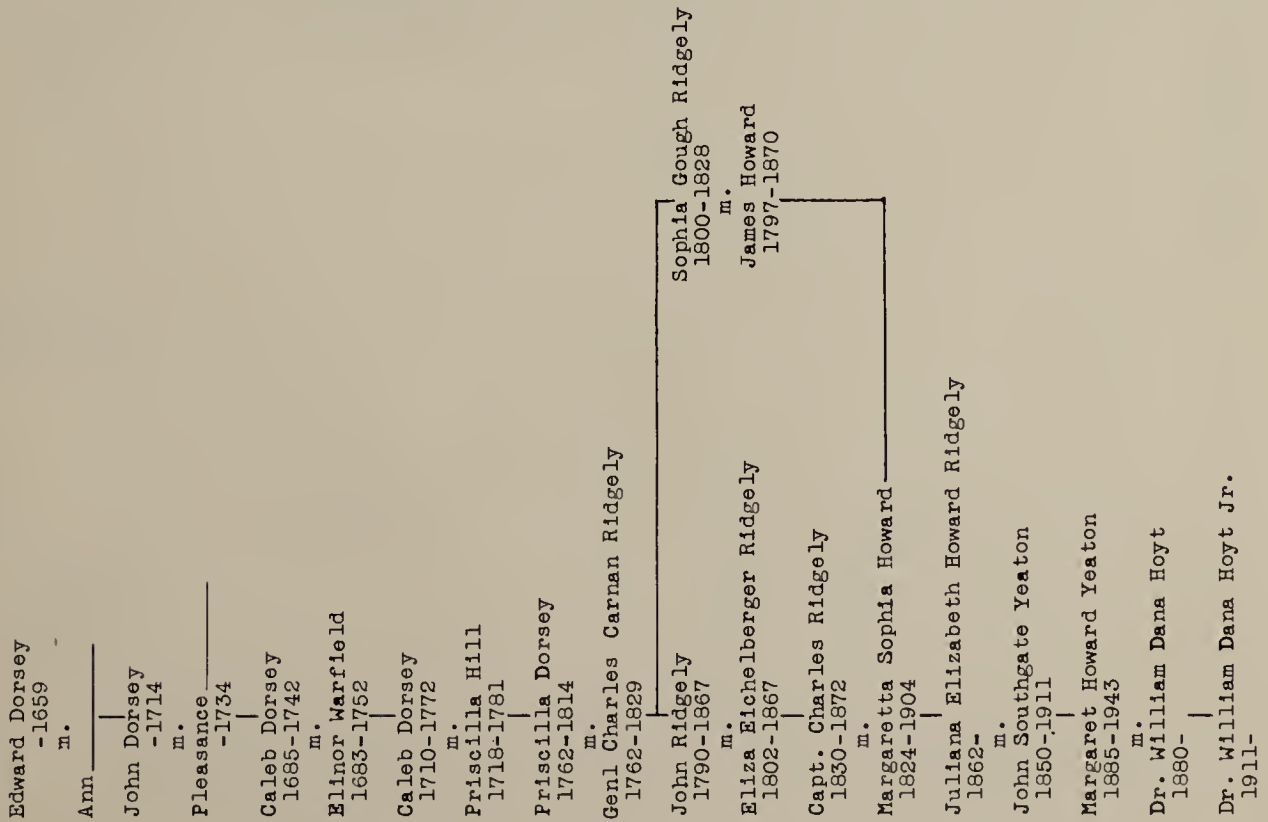 Edward Dorsey
-1659
m.
Ann
John Dorsey
-1714
m.
Pleasance
-1734
Caleb Dorsey
1685-1742
m.
Elinor Warfield
1683-1752
Caleb Dorsey
1710-1772
m.
Priscilla Hill
1718-1781
Priscilla Dorsey
1762-1814
m.
Genl Charles Carnan Ridgely
1762-1829
John Ridgely
1790-1867
m.
Eliza Eichelberger Ridgely
1802-1867
Sophia Gough Ridgely
1800-1828
m.
James Howard
1797-1870
Capt. Charles Ridgely
1830-1872
m.
Margaretta Sophia Howard
1824-1904
Juliana Elizabeth Howard Ridgely
1862-
m.
John Southgate Yeaton
1850-1911
Margaret Howard Yeaton
1885-1943
m.
Dr. William Dana Hoyt
1880-
Dr. William Dana Hoyt Jr.
1911-